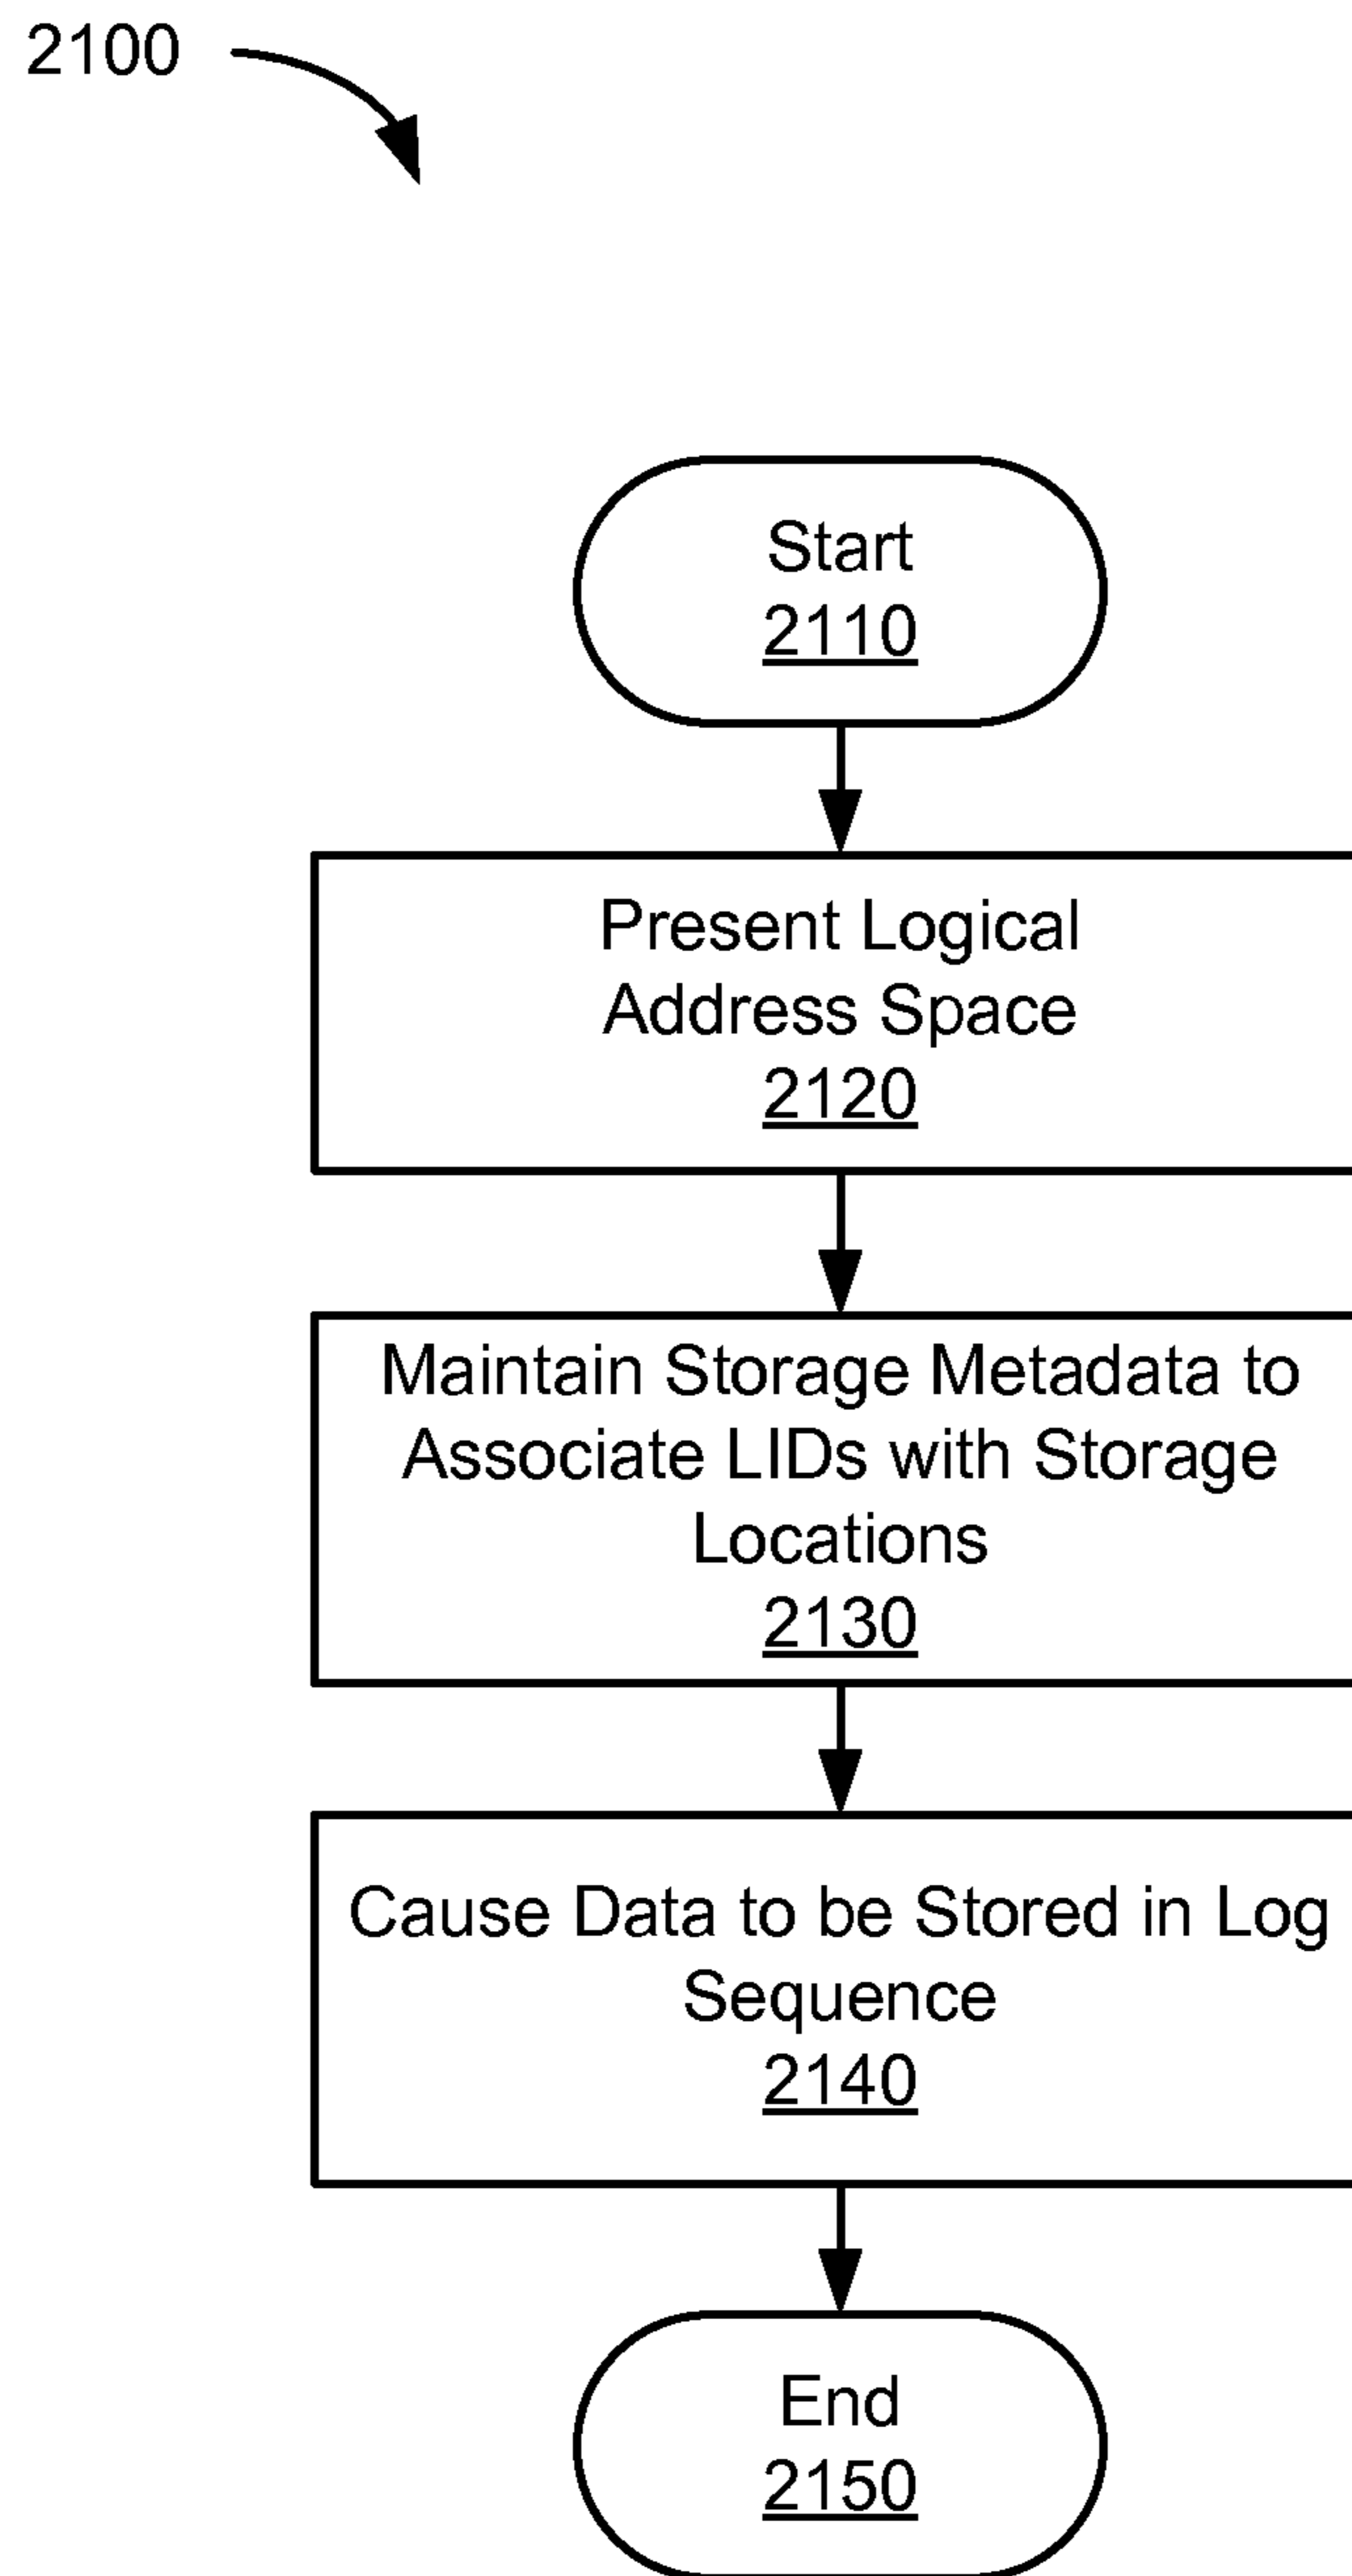 2100
Start
2110
Present Logical
Address Space
2120
Maintain Storage Metadata to
Associate LIDs with Storage
Locations
2130
Cause Data to be Stored in Log
Sequence
2140
End
2150